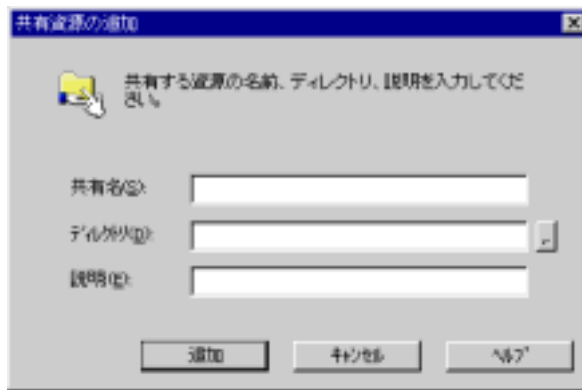 共有資源の追加
共有する資源の名前、ディレクトリ、説明を入力してくだ
さい。
共有名(S):
ディレクトリ(D):
説明(E):
..
追加
キャンセル
ヘルプ